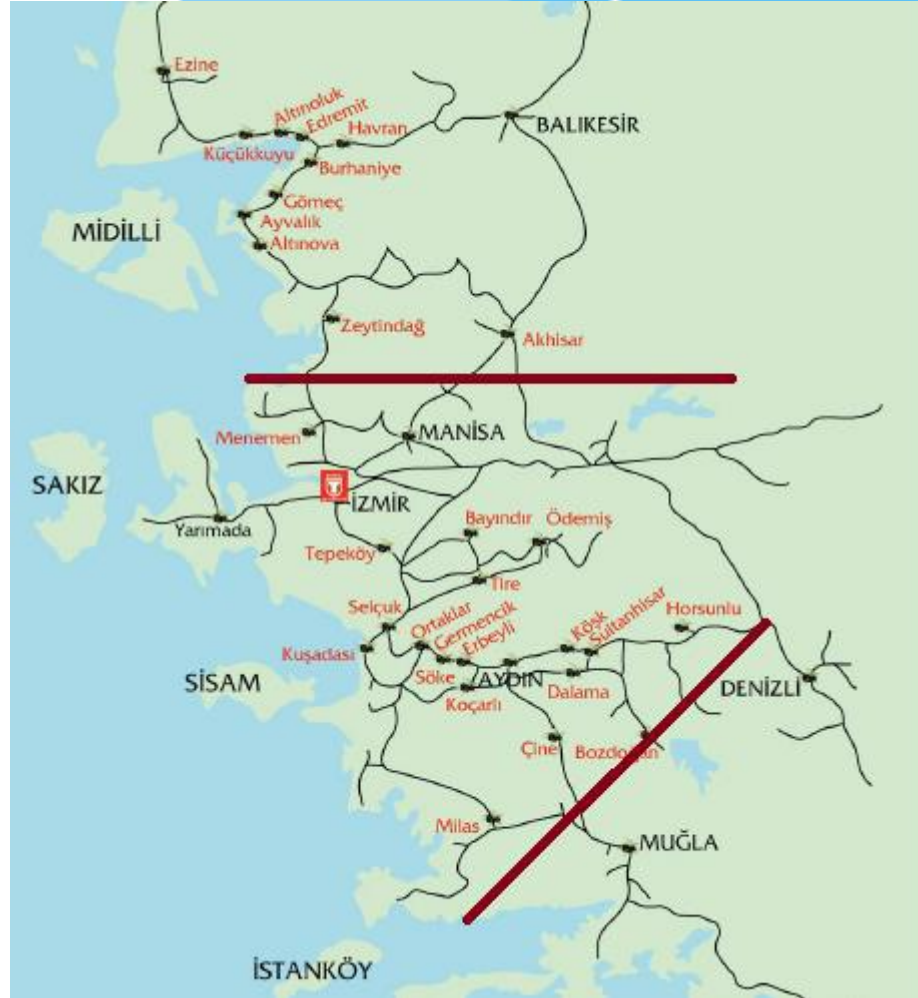 Ezine
Altınoluk
Edremit
Havran
BALIKESİR
Küçükkuyu
Burhaniye
Gömeç
Ayvalık
MİDİLLİ
Altınova
Zeytindağ
Akhisar
Menemen
MANİSA
SAKIZ
İZMİR
Yarımada
Bayındır
Ödemiş
Tepeköy
Tire
Selçuk
Ortaklar
Germencik
Erbeyli
Köşk
Sultanhisar
Horsunlu
Kuşadası
Söke
AYDIN
SİSAM
Koçarlı
Dalama
DENİZLİ
Çine
Bozdoğan
Milas
MUĞLA
İSTANKÖY